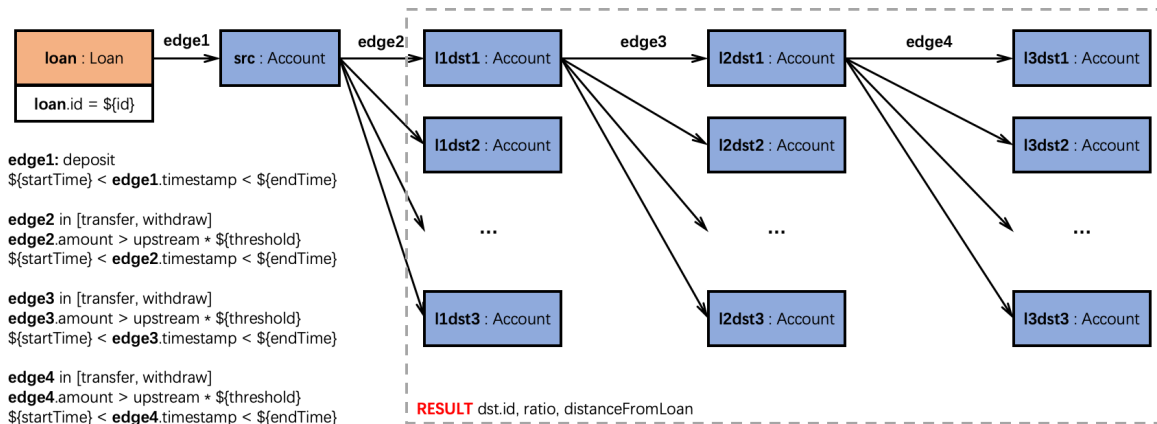 edge1
edge2
edge3
edge4
loan : Loan
loan.id = ${id}
src : Account
l1dst1 : Account
l2dst1 : Account
l3dst1 : Account
l1dst2 : Account
l2dst2 : Account
l3dst2 : Account
...
...
...
l1dst3 : Account
l2dst3 : Account
l3dst3 : Account
edge1: deposit
${startTime} < edge1.timestamp < ${endTime}
edge2 in [transfer, withdraw]
edge2.amount > upstream * ${threshold}
${startTime} < edge2.timestamp < ${endTime}
edge3 in [transfer, withdraw]
edge3.amount > upstream * ${threshold}
${startTime} < edge3.timestamp < ${endTime}
edge4 in [transfer, withdraw]
edge4.amount > upstream * ${threshold}
${startTime} < edge4.timestamp < ${endTime}
RESULT dst.id, ratio, distanceFromLoan